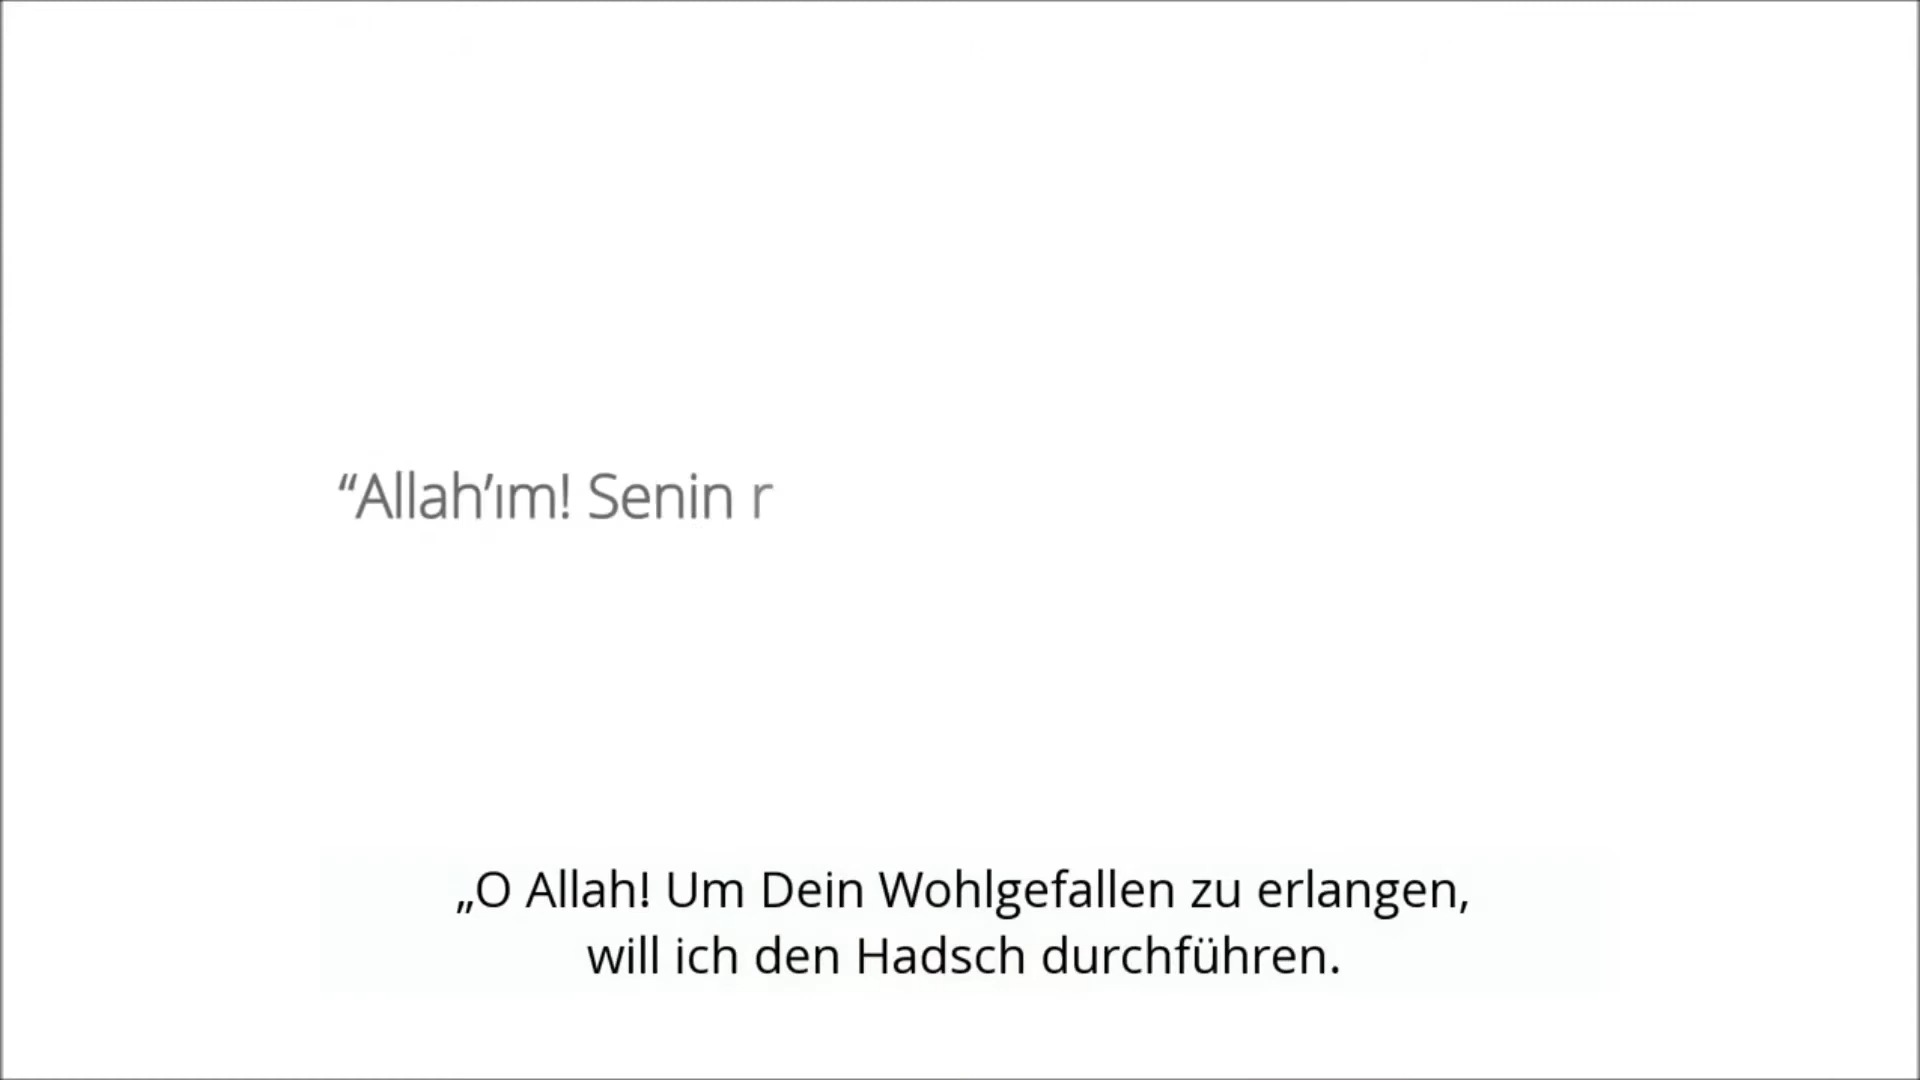 “Allah’ım! Senin r
„O Allah! Um Dein Wohlgefallen zu erlangen,
will ich den Hadsch durchführen.